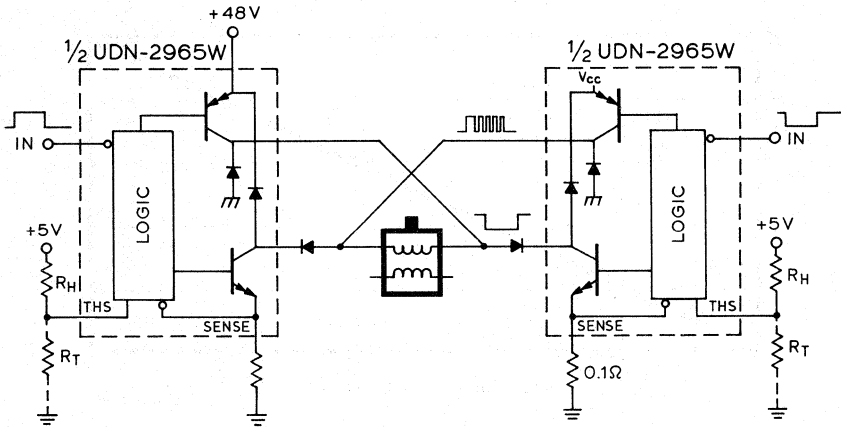 +48V
½ UDN-2965W
½ UDN-2965W
Vcc
IN
IN
LOGIC
LOGIC
+5V
+5V
RH
RH
THS
THS
SENSE
SENSE
RT
RT
0.1Ω